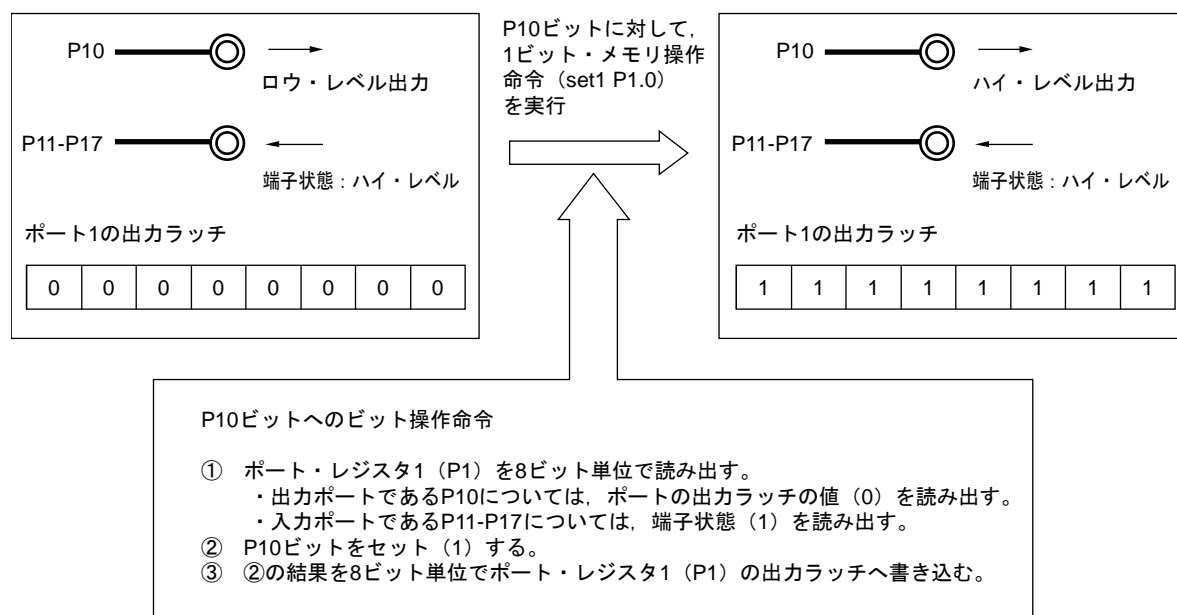 P10
ロウ・レベル出力
P11-P17
端子状態：ハイ・レベル
ポート1の出力ラッチ
0 0 0 0 0 0 0 0
P10ビットに対して，
1ビット・メモリ操作
命令（set1 P1.0）
を実行
P10
ハイ・レベル出力
P11-P17
端子状態：ハイ・レベル
ポート1の出力ラッチ
1 1 1 1 1 1 1 1
P10ビットへのビット操作命令
① ポート・レジスタ1（P1）を8ビット単位で読み出す。
・出力ポートであるP10については，ポートの出力ラッチの値（0）を読み出す。
・入力ポートであるP11-P17については，端子状態（1）を読み出す。
② P10ビットをセット（1）する。
③ ②の結果を8ビット単位でポート・レジスタ1（P1）の出力ラッチへ書き込む。